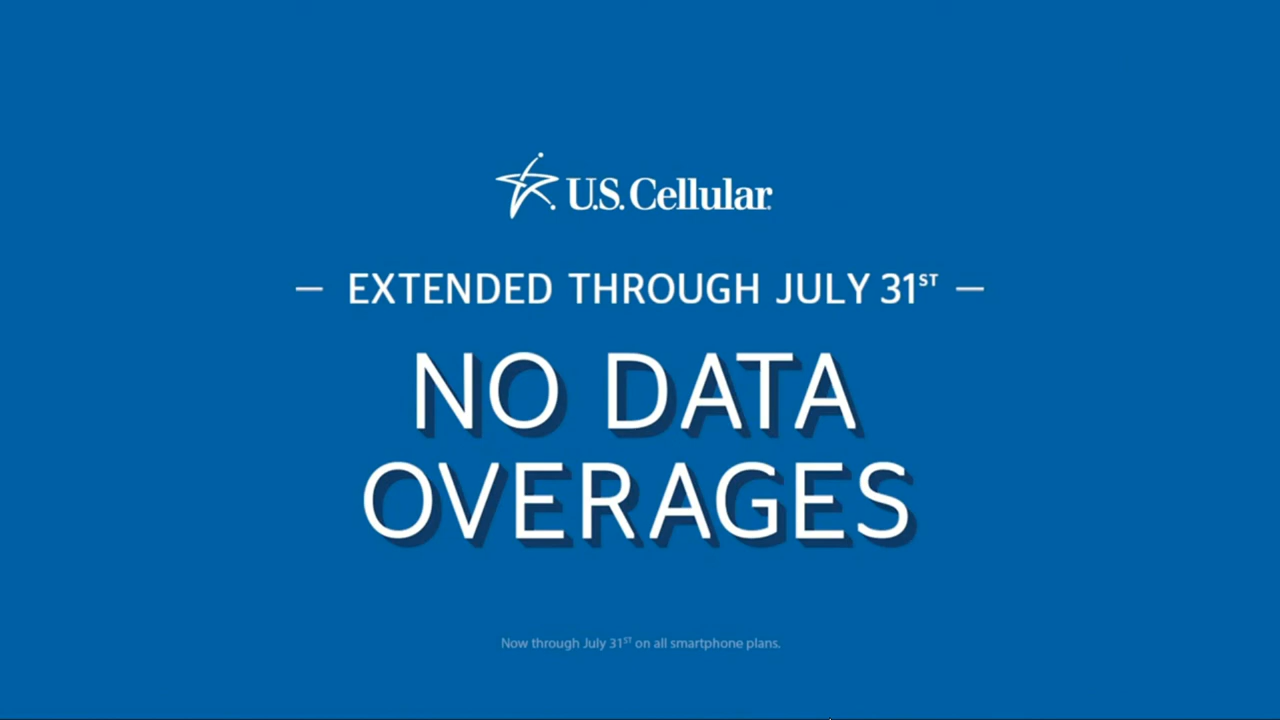 U.S. Cellular
— EXTENDED THROUGH JULY 31ST —
NO DATA
OVERAGES
Now through July 31ST on all smartphone plans.